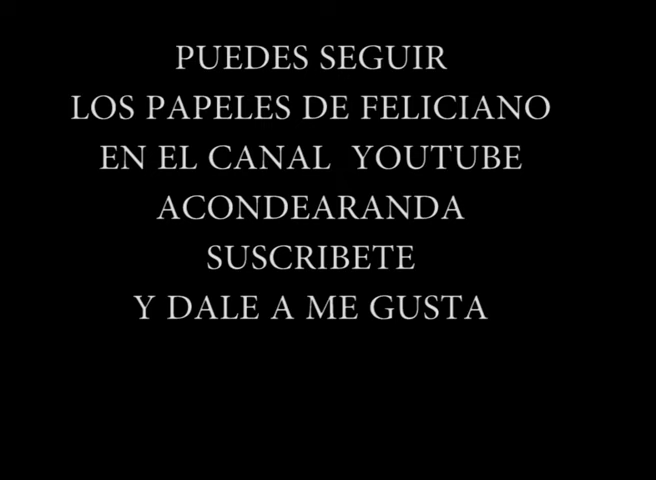 PUEDES SEGUIR
LOS PAPELES DE FELICIANO
EN EL CANAL YOUTUBE
ACONDEARANDA
SUSCRIBETE
Y DALE A ME GUSTA